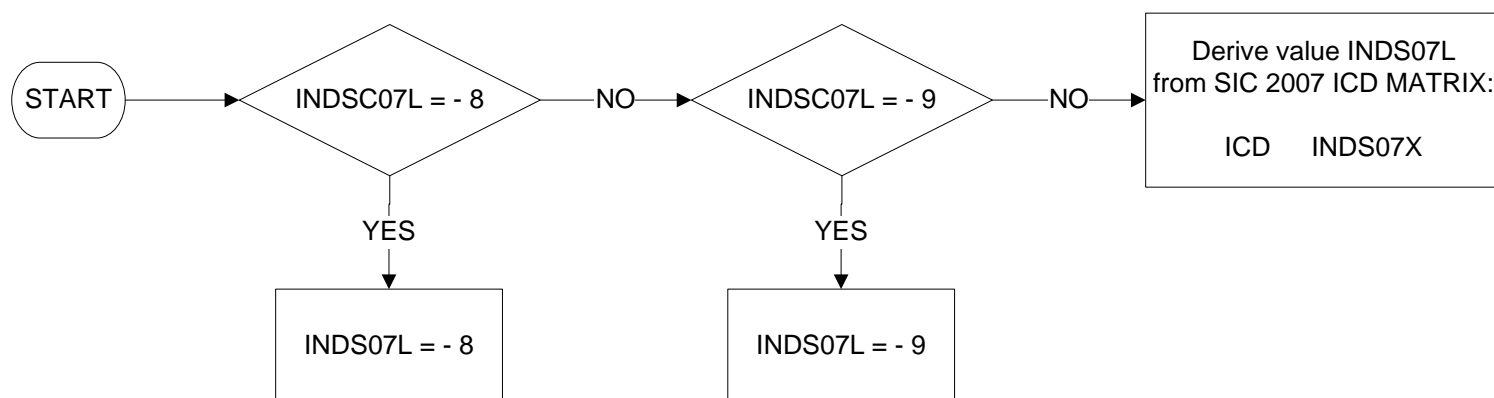 START
INDSC07L = - 8
NO
INDSC07L = - 9
NO
Derive value INDS07L
from SIC 2007 ICD MATRIX:
ICD INDS07X
YES
YES
INDS07L = - 8
INDS07L = - 9